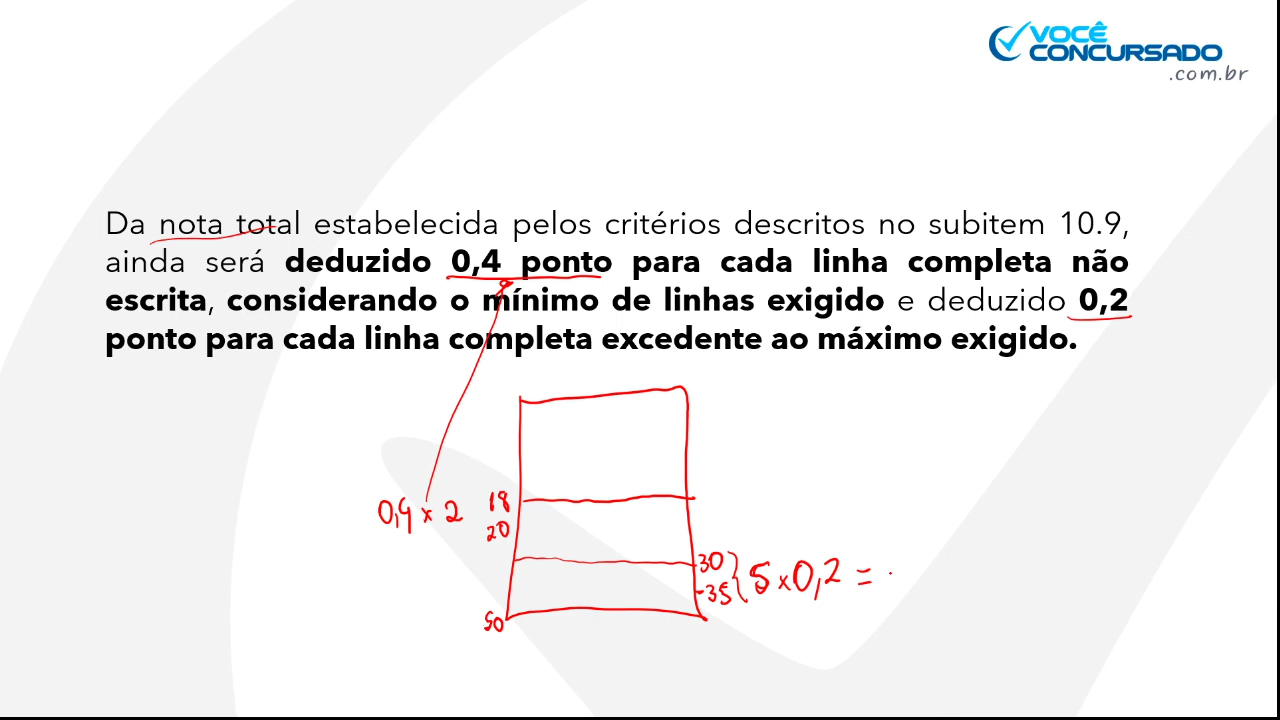 VOCÊ
CONCURSADO
.com.br
Da nota total estabelecida pelos critérios descritos no subitem 10.9,
ainda será deduzido 0,4 ponto para cada linha completa não
escrita, considerando o mínimo de linhas exigido e deduzido 0,2
ponto para cada linha completa excedente ao máximo exigido.
0,4 x 2
18
20
30
-35
5 x 0,2 =
50